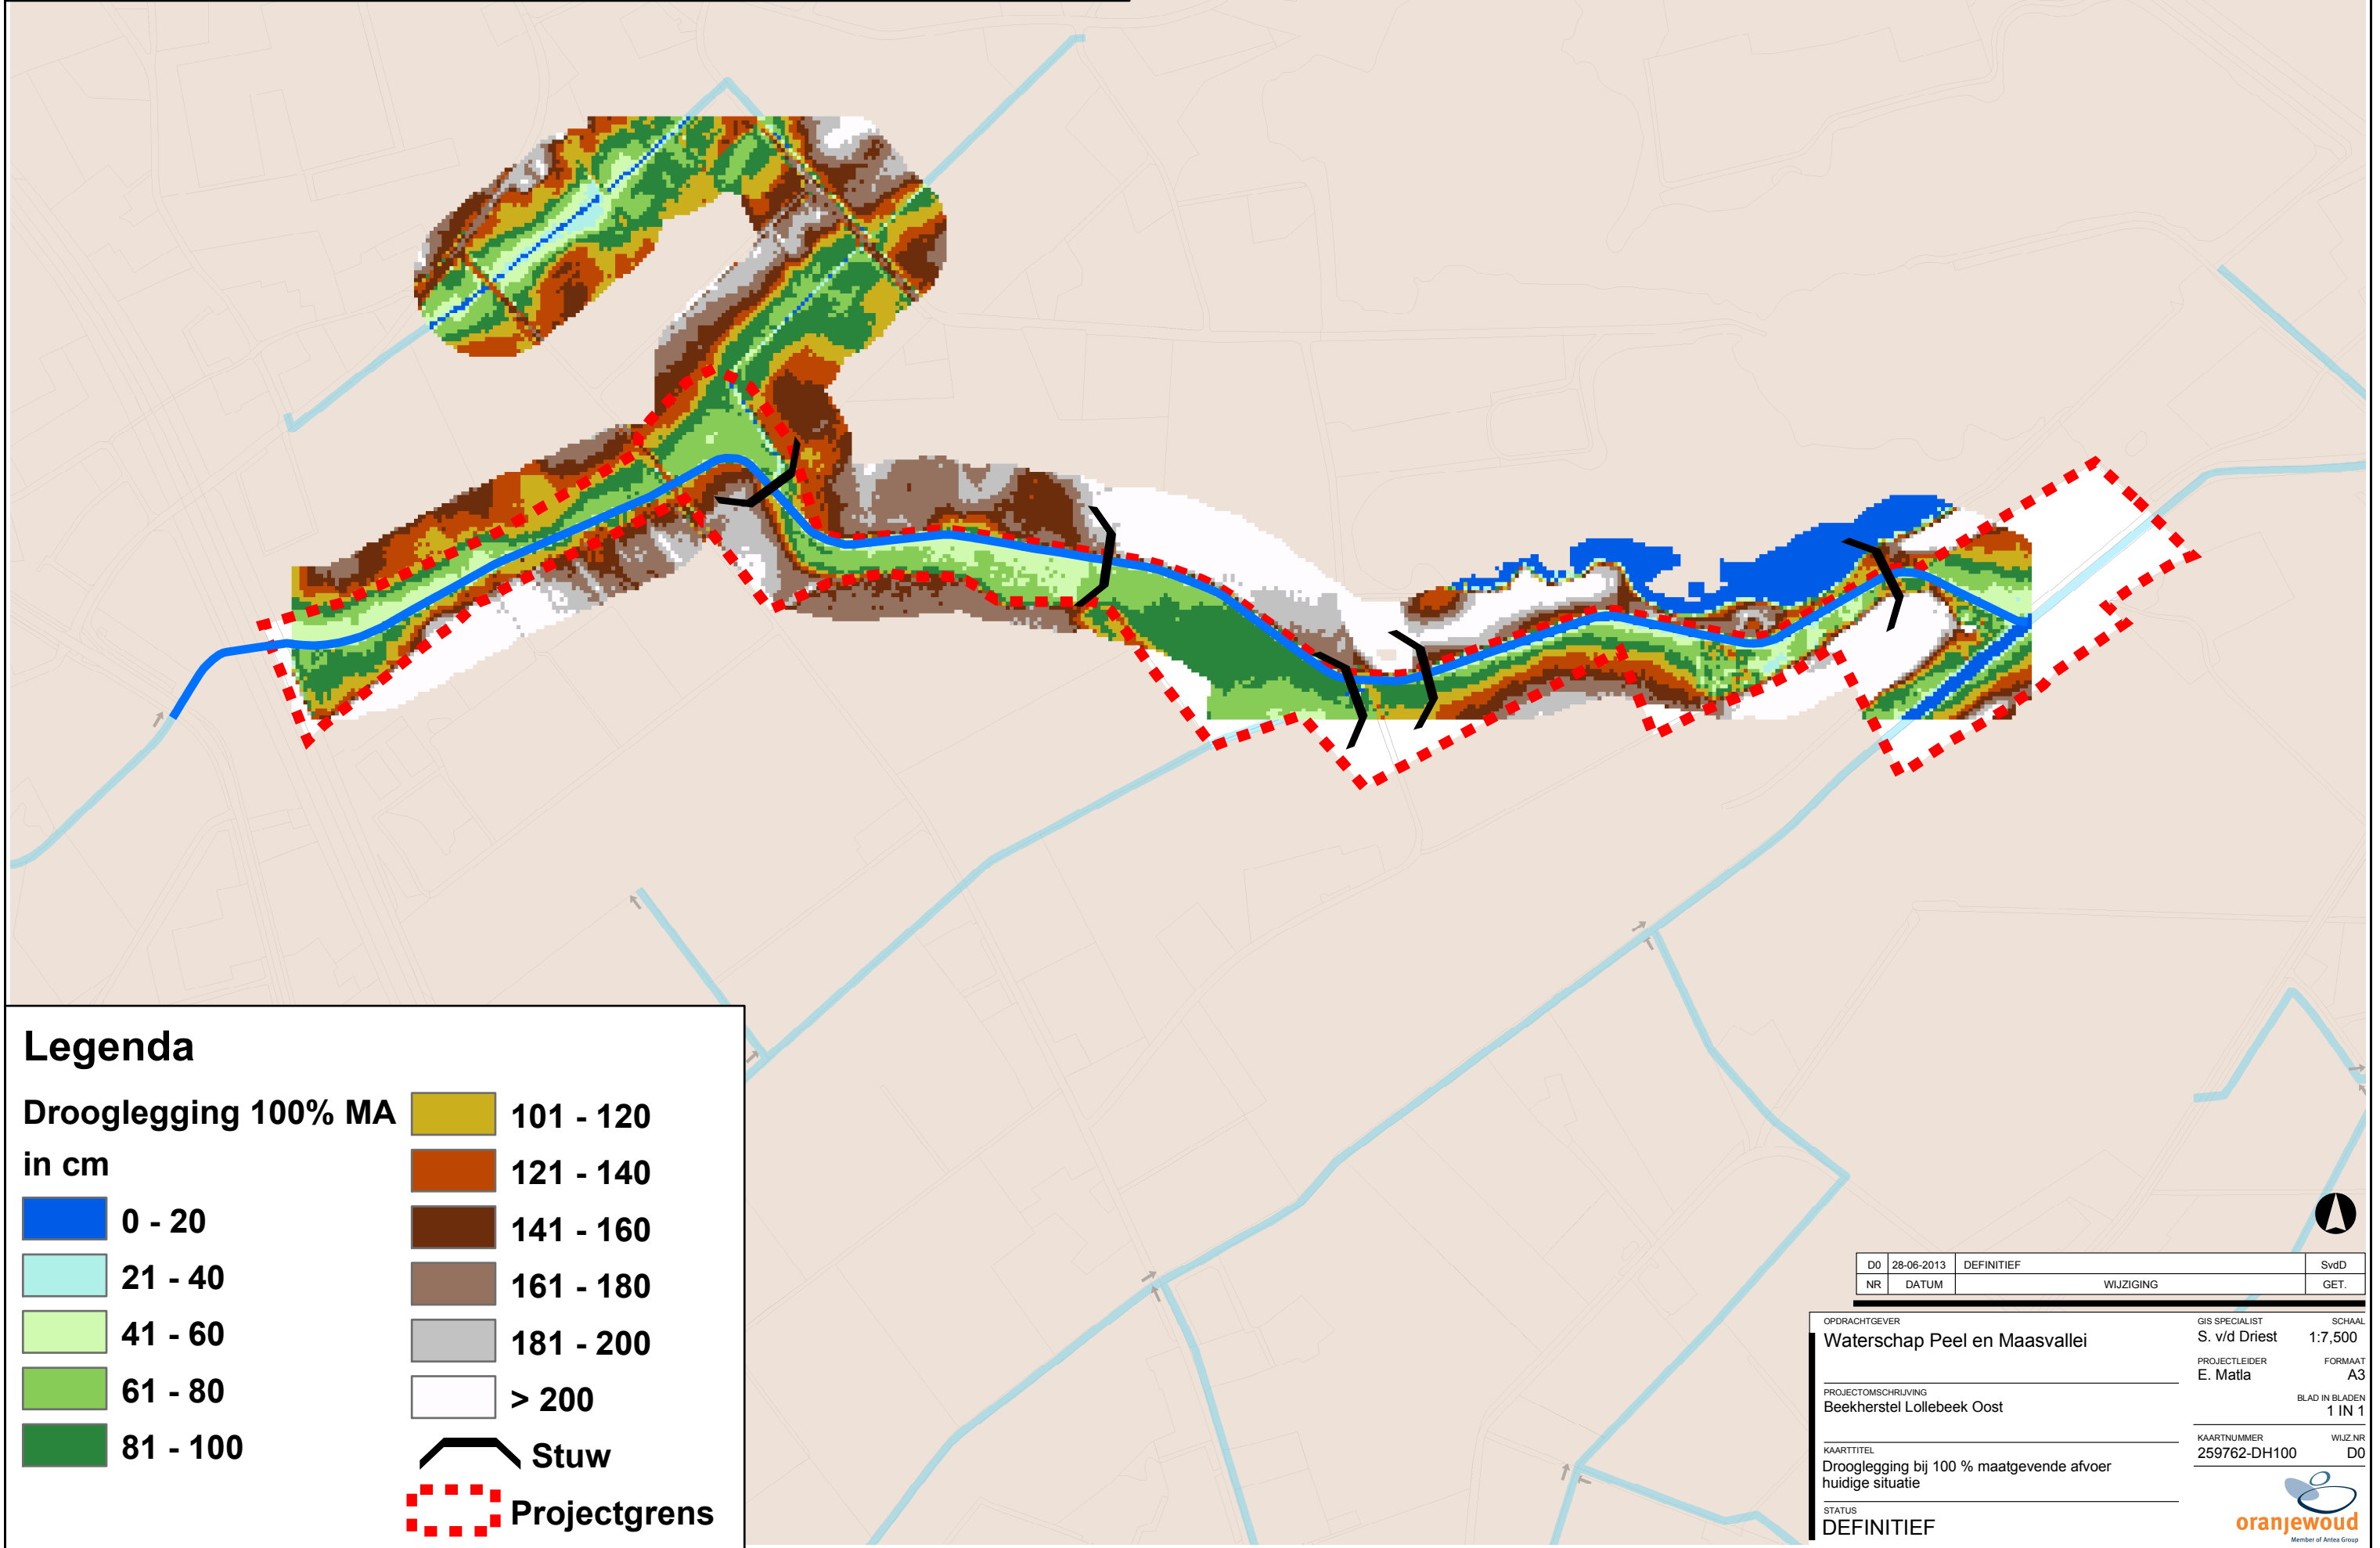 Legenda
Drooglegging 100% MA
in cm
0 - 20
21 - 40
41 - 60
61 - 80
81 - 100
101 - 120
121 - 140
141 - 160
161 - 180
181 - 200
> 200
Stuw
Projectgrens
D0 28-06-2013 DEFINITIEF SvdD
NR DATUM WIJZIGING GET.
OPDRACHTGEVER
Waterschap Peel en Maasvallei
GIS SPECIALIST SCHAAL
S. v/d Driest 1:7,500
PROJECTLEIDER FORMAAT
E. Matla A3
PROJECTOMSCHRIJVING
Beekherstel Lollebeek Oost
BLAD IN BLADEN
1 IN 1
KAARTNUMMER WIJZ.NR
259762-DH100 D0
KAARTTITEL
Drooglegging bij 100 % maatgevende afvoer
huidige situatie
STATUS
DEFINITIEF
oranjewoud
Member of Antea Group